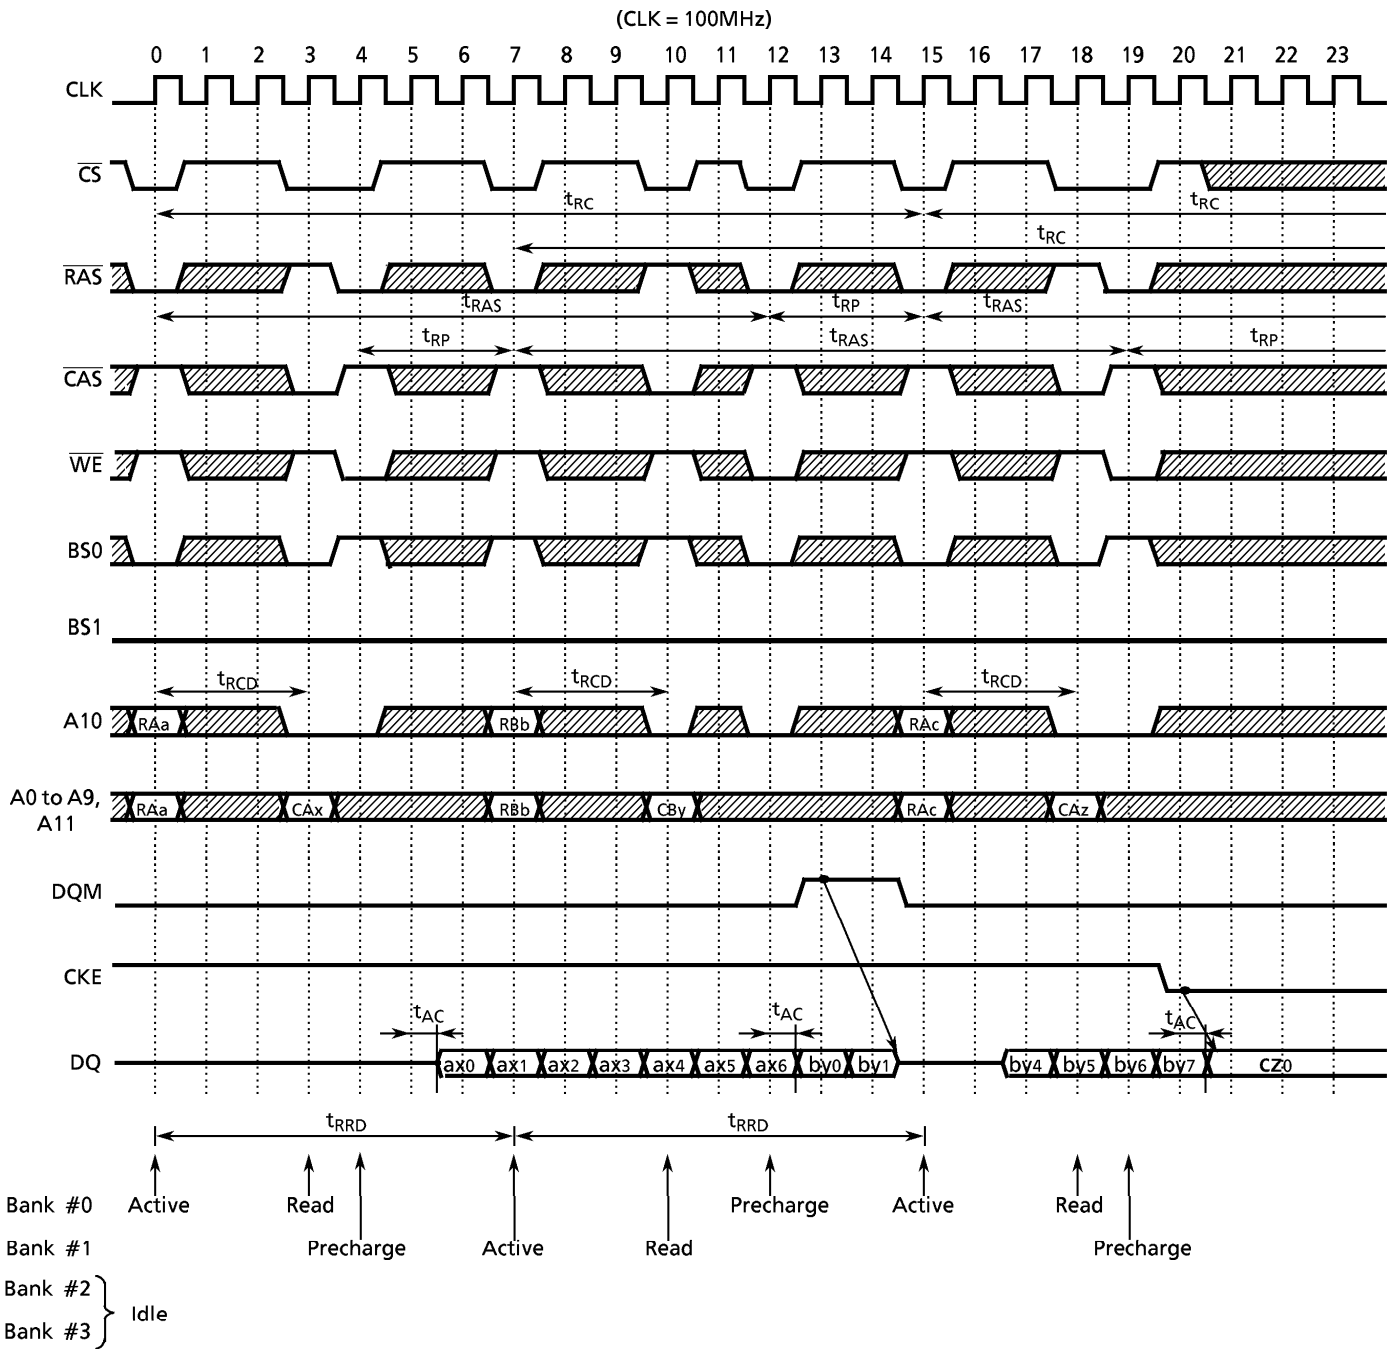 (CLK = 100MHz)
0 1 2 3 4 5 6 7 8 9 10 11 12 13 14 15 16 17 18 19 20 21 22 23
CLK
CS
tRC tRC
tRC
RAS
tRAS tRP tRAS
tRP tRAS tRP
CAS
WE
BS0
BS1
tRCD tRCD tRCD
A10 RAa RBb RAc
A0 to A9,
A11
RAa CAx RBb CBy RAc CAz
DQM
CKE
tAC tAC tAC
DQ ax0 ax1 ax2 ax3 ax4 ax5 ax6 by0 by1 by4 by5 by6 by7 cz0
tRRD tRRD
Bank #0 Active Read Precharge Active Read
Bank #1 Precharge Active Read Precharge
Bank #2
Idle
Bank #3